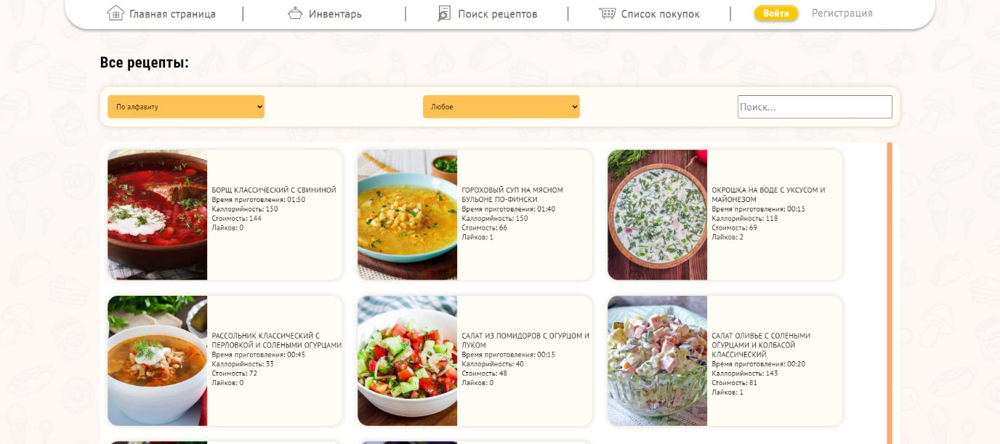 Главная страница
Инвентарь
Поиск рецептов
Список покупок
Войти
Регистрация
Все рецепты:
По алфавиту
Любое
Поиск...
БОРЩ КЛАССИЧЕСКИЙ С СВИНИНОЙ
Время приготовления: 01:50
Каллорийность: 150
Стоимость: 144
Лайков: 0
ГОРОХОВЫЙ СУП НА МЯСНОМ
БУЛЬОНЕ ПО-ФИНСКИ
Время приготовления: 01:40
Каллорийность: 150
Стоимость: 66
Лайков: 1
ОКРОШКА НА ВОДЕ С УКСУСОМ И
МАЙОНЕЗОМ
Время приготовления: 00:15
Каллорийность: 118
Стоимость: 69
Лайков: 2
РАССОЛЬНИК КЛАССИЧЕСКИЙ С
ПЕРЛОВКОЙ И СОЛЕНЫМИ ОГУРЦАМИ
Время приготовления: 00:45
Каллорийность: 33
Стоимость: 72
Лайков: 0
САЛАТ ИЗ ПОМИДОРОВ С ОГУРЦОМ И
ЛУКОМ
Время приготовления: 00:15
Каллорийность: 40
Стоимость: 48
Лайков: 0
САЛАТ ОЛИВЬЕ С СОЛЕНЫМИ
ОГУРЦАМИ И КОЛБАСОЙ
КЛАССИЧЕСКИЙ
Время приготовления: 00:20
Каллорийность: 143
Стоимость: 81
Лайков: 1